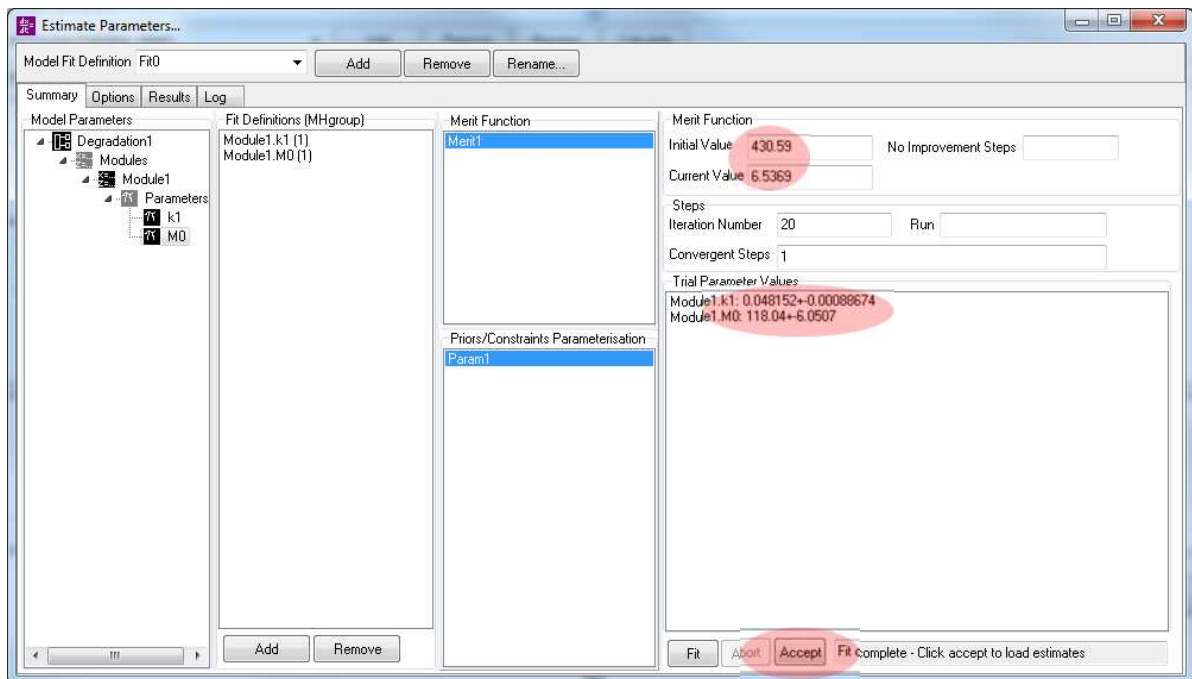 Estimate Parameters...
Model Fit Definition Fit0 Add Remove Rename...
Summary Options Results Log
Model Parameters
Degradation1
Modules
Module1
Parameters
k1
M0
Fit Definitions (MHgroup)
Module1.k1 (1)
Module1.M0 (1)
Add Remove
Merit Function
Merit1
Priors/Constraints Parameterisation
Param1
Merit Function
Initial Value 430.59 No Improvement Steps
Current Value 6.5369
Steps
Iteration Number 20 Run
Convergent Steps 1
Trial Parameter Values
Module1.k1: 0.048152+-0.00088674
Module1.M0: 118.04+-6.0507
Fit Abort Accept Fit complete - Click accept to load estimates